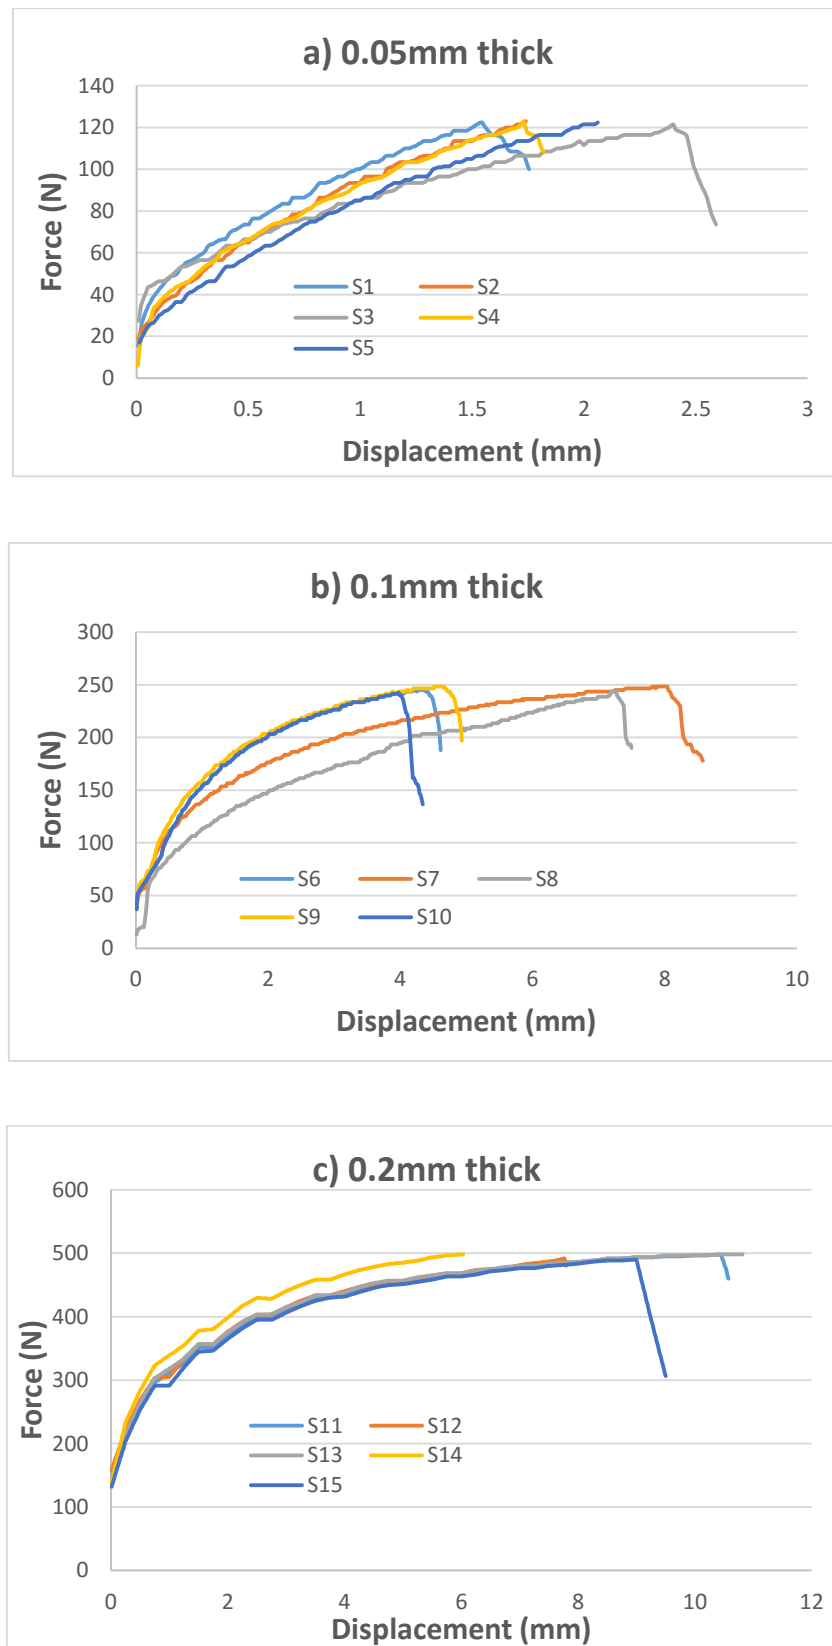 a) 0.05mm thick
140
120
100
80
60
40
20
0
Force (N)
S1 S2
S3 S4
S5
0 0.5 1 1.5 2 2.5 3
Displacement (mm)
b) 0.1mm thick
300
250
200
150
100
50
0
Force (N)
S6 S7 S8
S9 S10
0 2 4 6 8 10
Displacement (mm)
c) 0.2mm thick
600
500
400
300
200
100
0
Force (N)
S11 S12
S13 S14
S15
0 2 4 6 8 10 12
Displacement (mm)